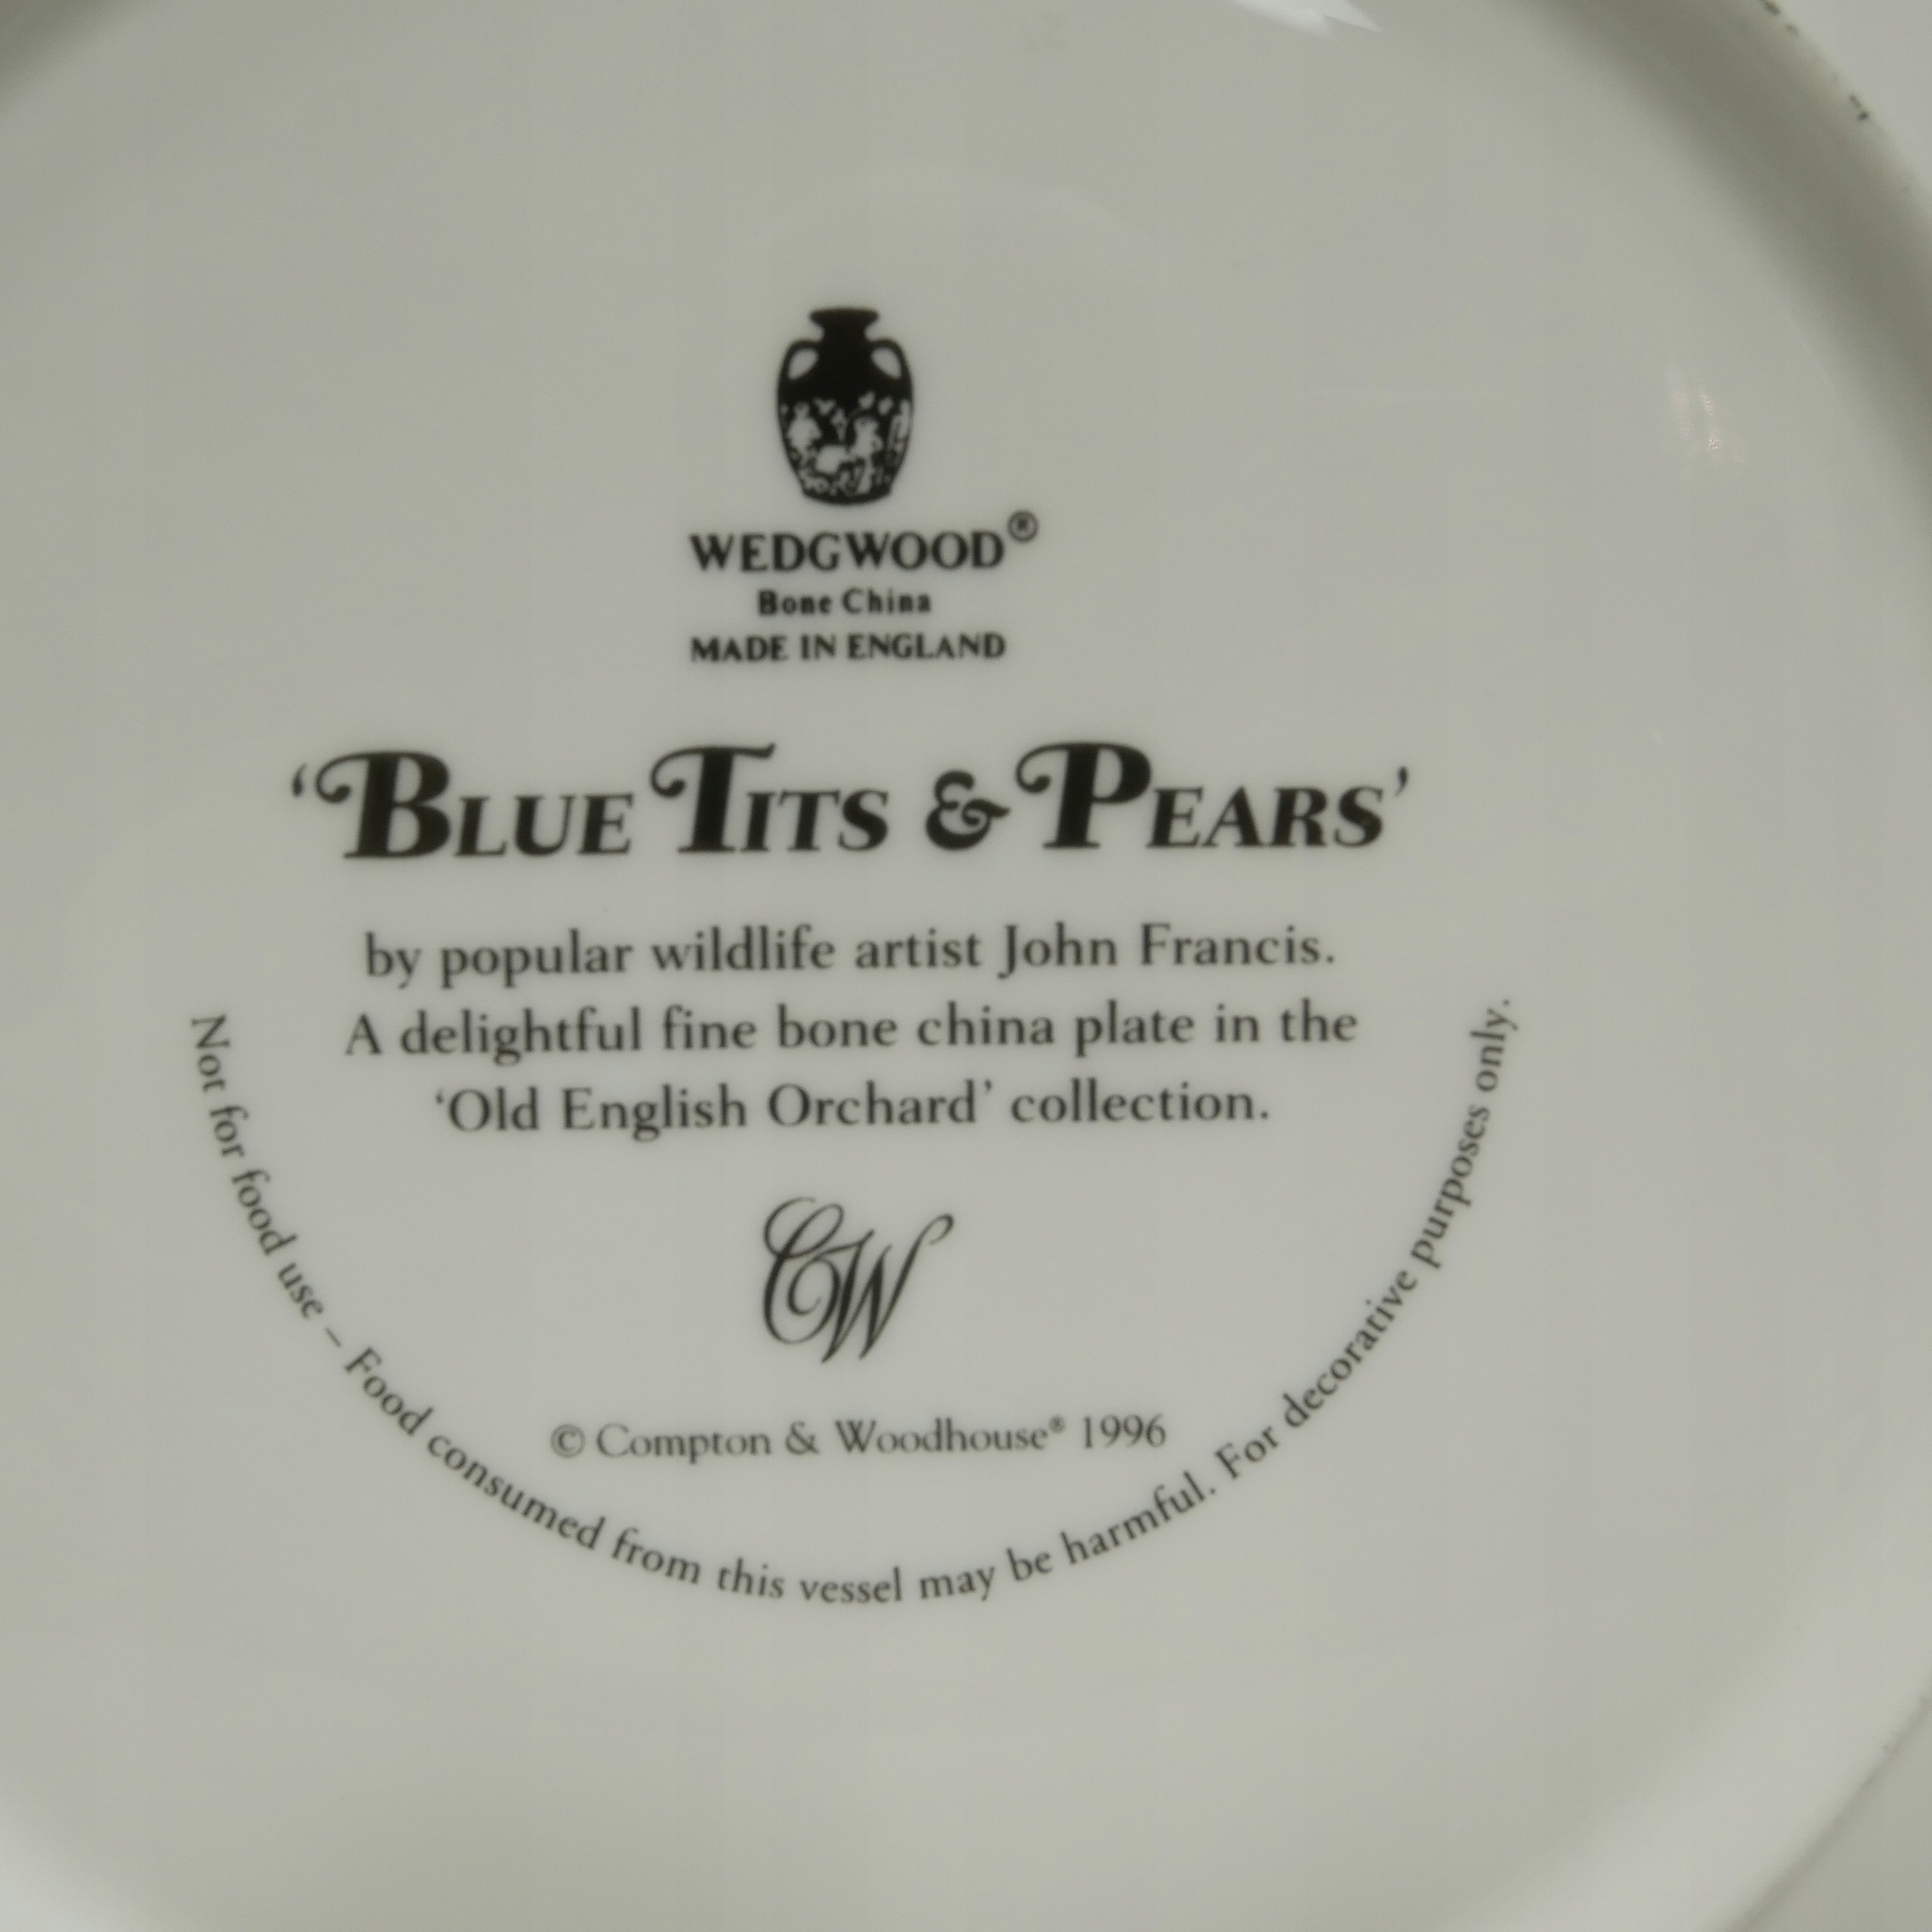 WEDGWOOD®
Bone China
MADE IN ENGLAND
‘BLUE TITS & PEARS’
by popular wildlife artist John Francis.
A delightful fine bone china plate in the
‘Old English Orchard’ collection.
CW
© Compton & Woodhouse® 1996
Not for food use – Food consumed from this vessel may be harmful. For decorative purposes only.